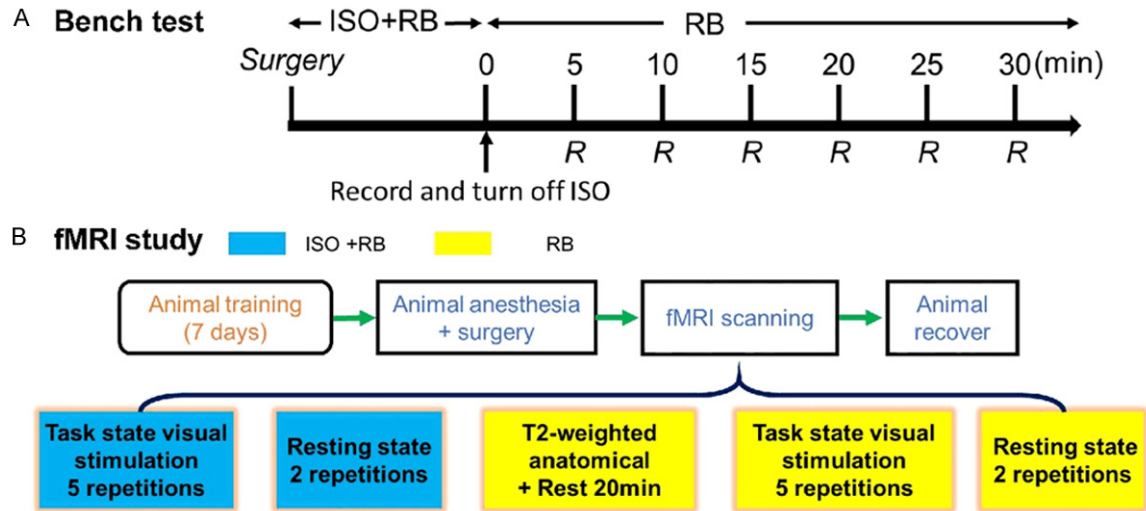 A Bench test
ISO+RB RB
Surgery 0 5 10 15 20 25 30 (min)
R R R R R R
Record and turn off ISO
B fMRI study ISO +RB RB
Animal training
(7 days)
Animal anesthesia
+ surgery
fMRI scanning
Animal
recover
Task state visual
stimulation
5 repetitions
Resting state
2 repetitions
T2-weighted
anatomical
+ Rest 20min
Task state visual
stimulation
5 repetitions
Resting state
2 repetitions